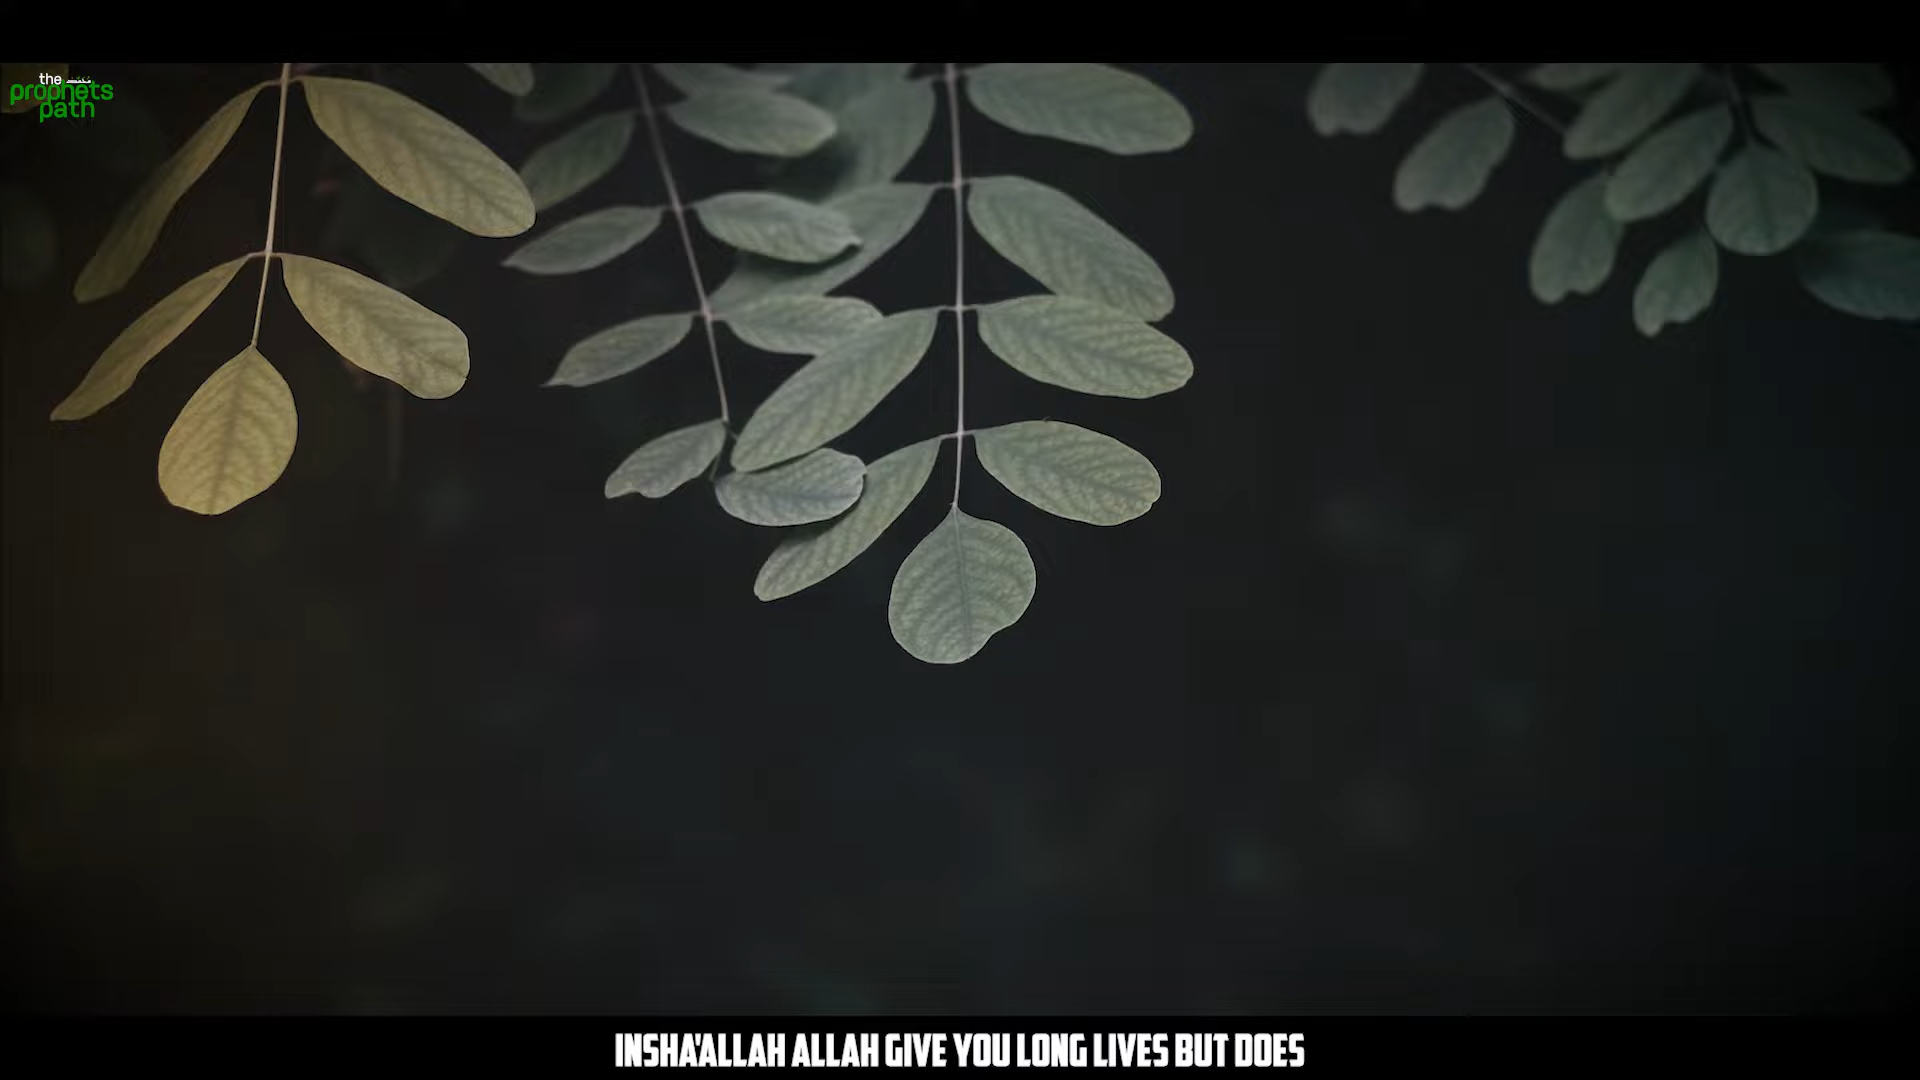 the
prophets
path
INSHA'ALLAH ALLAH GIVE YOU LONG LIVES BUT DOES